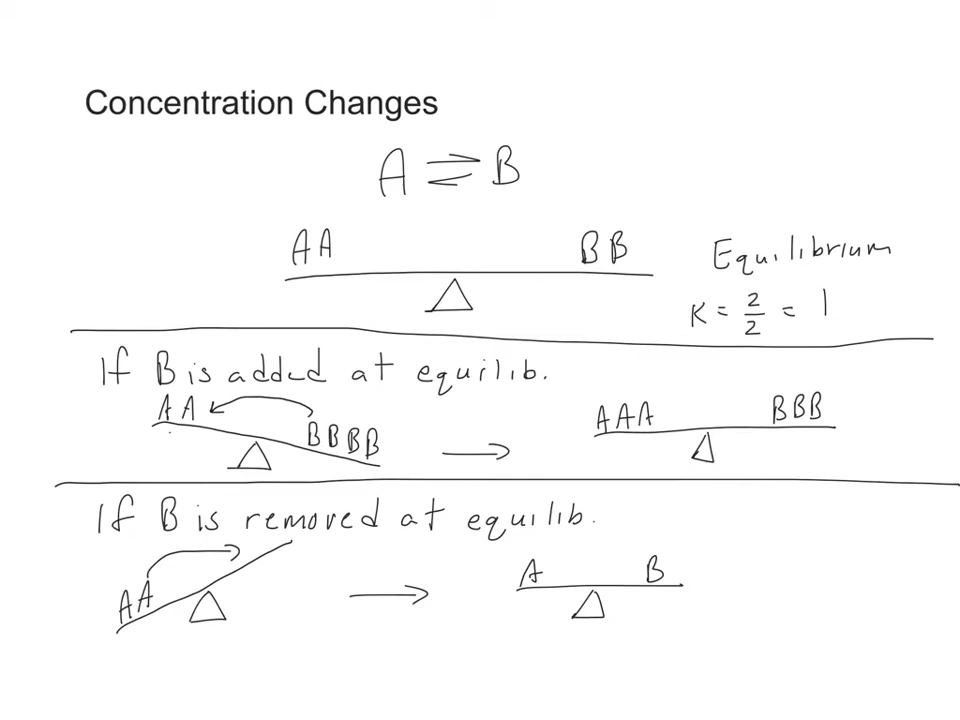 Concentration Changes
A ⇌ B
AA BB Equilibrium
K = 2/2 = 1
If B is added at equilib.
AA BBBB → AAA BBB
If B is removed at equilib.
AA → A B